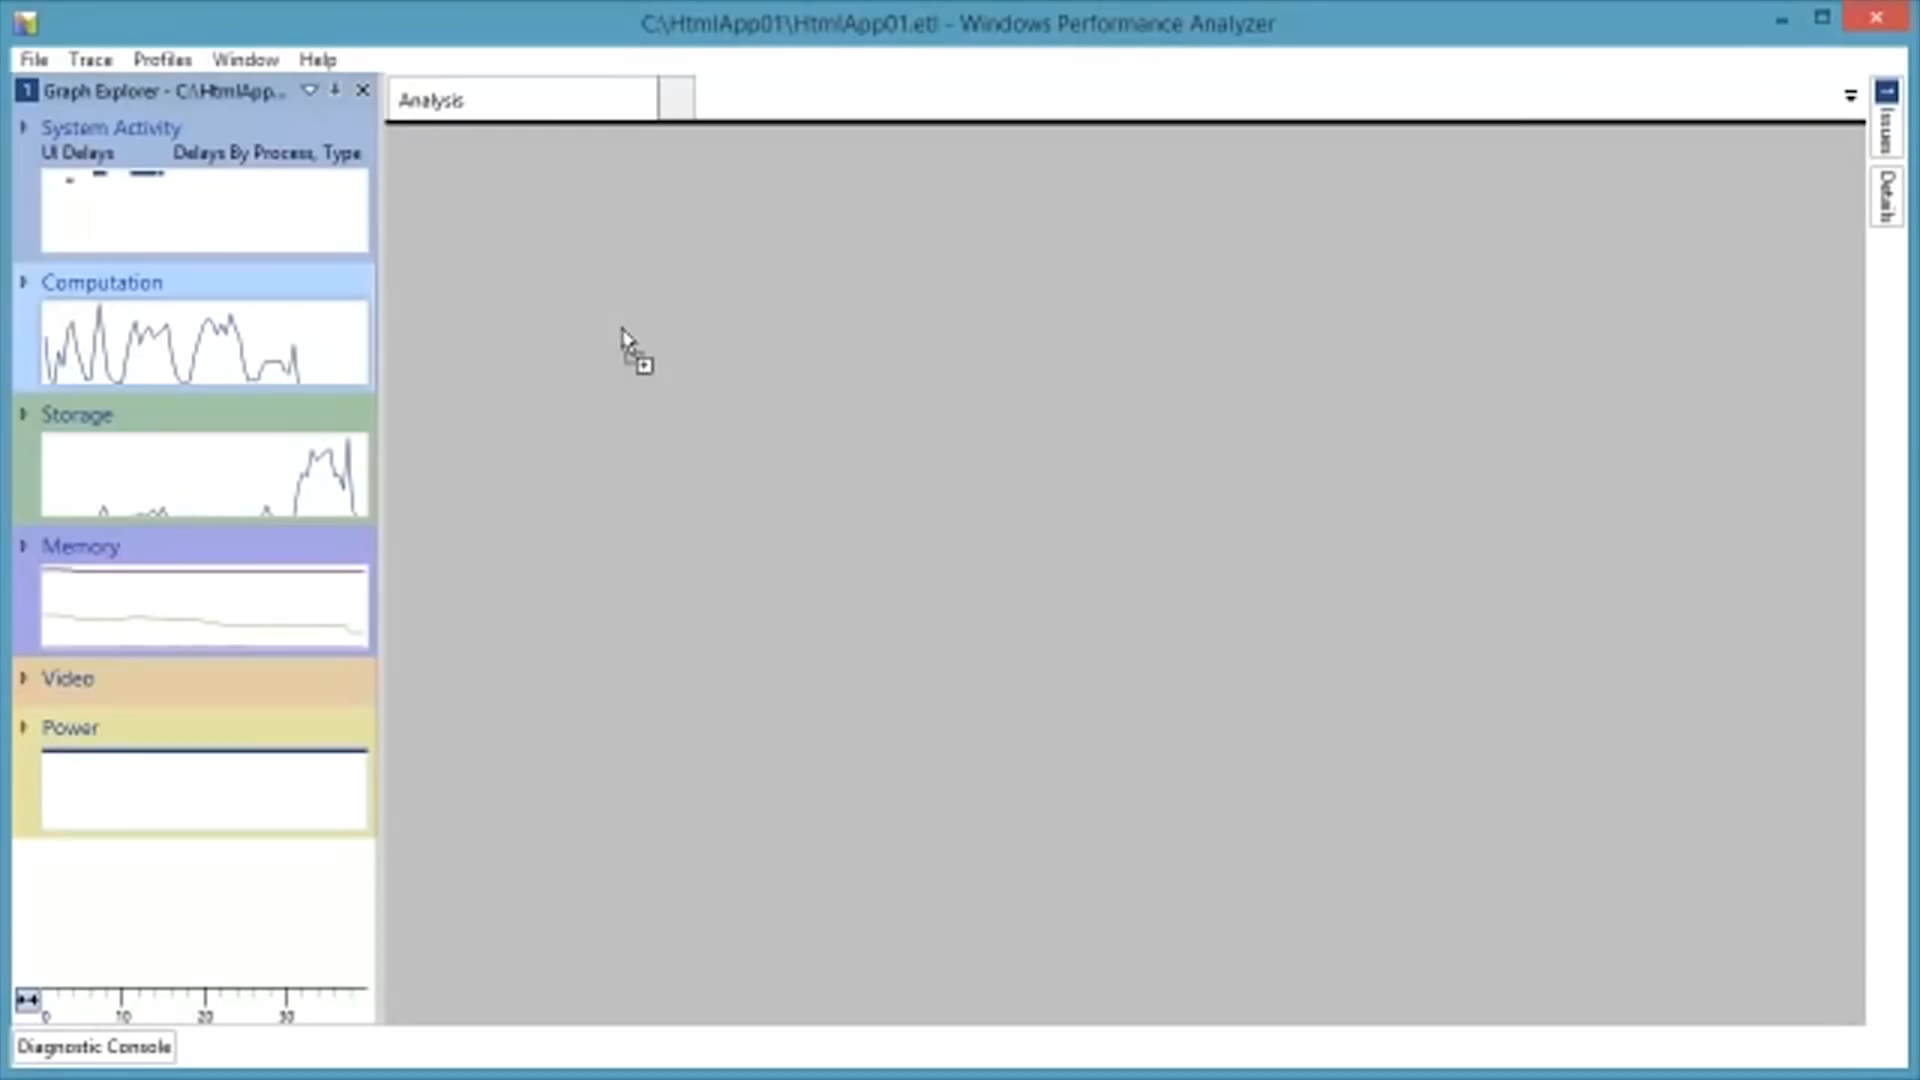 C:\HtmlApp01\HtmlApp01.etl - Windows Performance Analyzer
File Trace Profiles Window Help
1 Graph Explorer - C:\HtmlApp...
Analysis
System Activity
UI Delays Delays By Process, Type
Computation
Storage
Memory
Video
Power
0 10 20 30
Diagnostic Console
Issues
Details